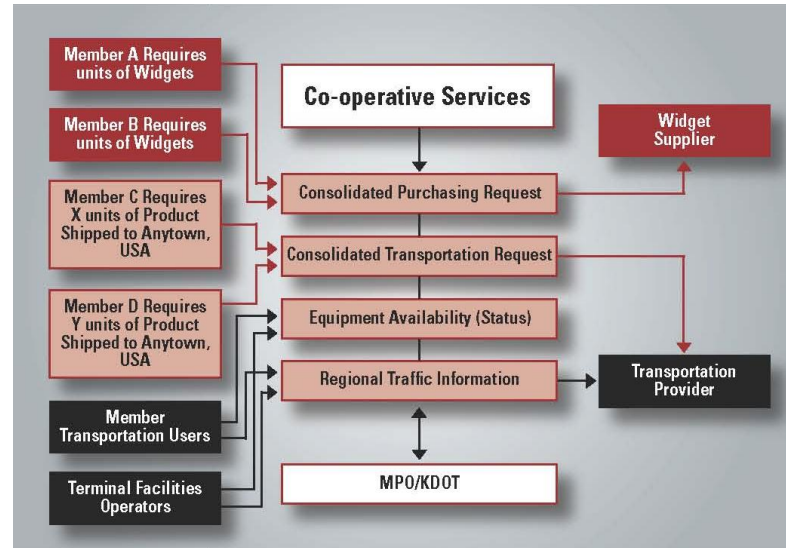 Member A Requires
units of Widgets
Member B Requires
units of Widgets
Member C Requires
X units of Product
Shipped to Anytown,
USA
Member D Requires
Y units of Product
Shipped to Anytown,
USA
Member
Transportation Users
Terminal Facilities
Operators
Co-operative Services
Consolidated Purchasing Request
Consolidated Transportation Request
Equipment Availability (Status)
Regional Traffic Information
MPO/KDOT
Widget
Supplier
Transportation
Provider